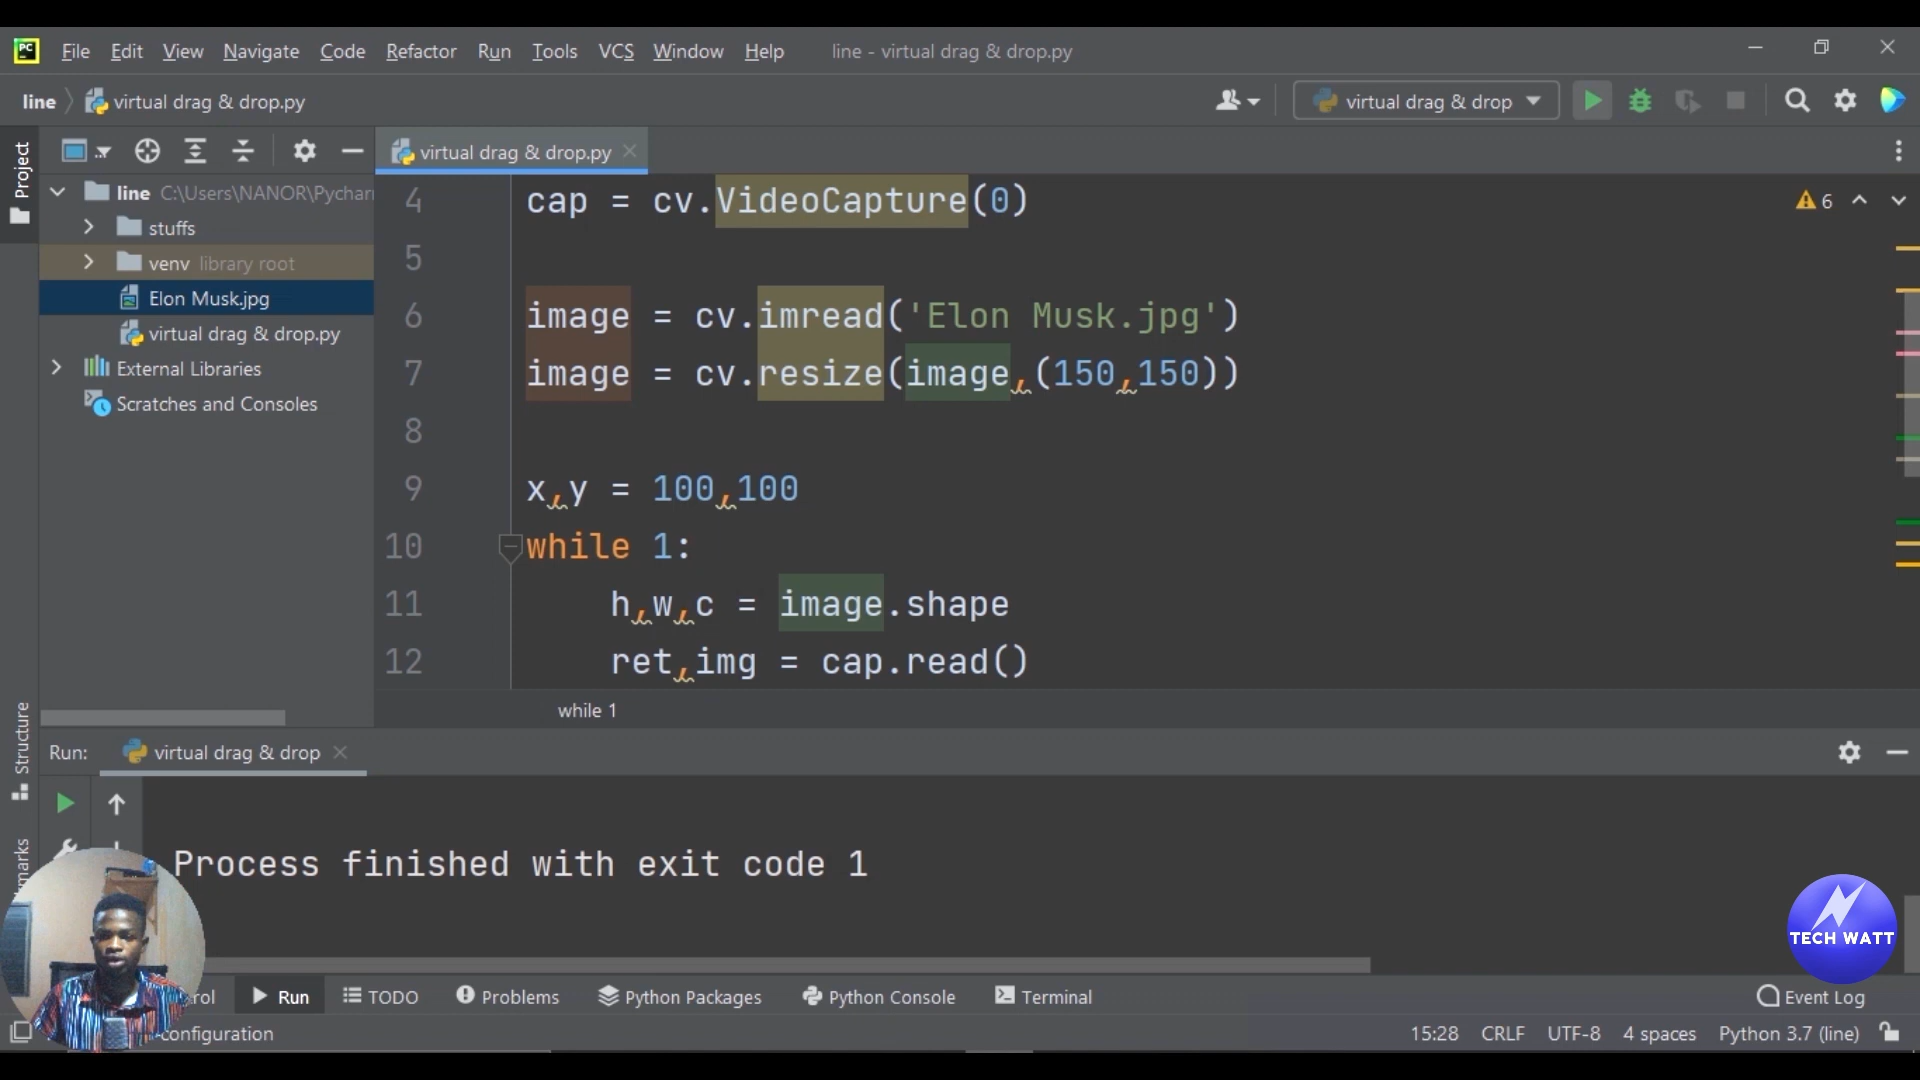 PC File Edit View Navigate Code Refactor Run Tools VCS Window Help line - virtual drag & drop.py
line virtual drag & drop.py virtual drag & drop
Project
virtual drag & drop.py
line C:\Users\NANOR\Pychar
stuffs
venv library root
Elon Musk.jpg
virtual drag & drop.py
External Libraries
Scratches and Consoles
4 cap = cv.VideoCapture(0)
6
5
6 image = cv.imread('Elon Musk.jpg')
7 image = cv.resize(image,(150,150))
8
9 x,y = 100,100
10 while 1:
11 h,w,c = image.shape
12 ret,img = cap.read()
while 1
Structure
Run: virtual drag & drop
Process finished with exit code 1
TECH WATT
Run TODO Problems Python Packages Python Console Terminal Event Log
configuration 15:28 CRLF UTF-8 4 spaces Python 3.7 (line)